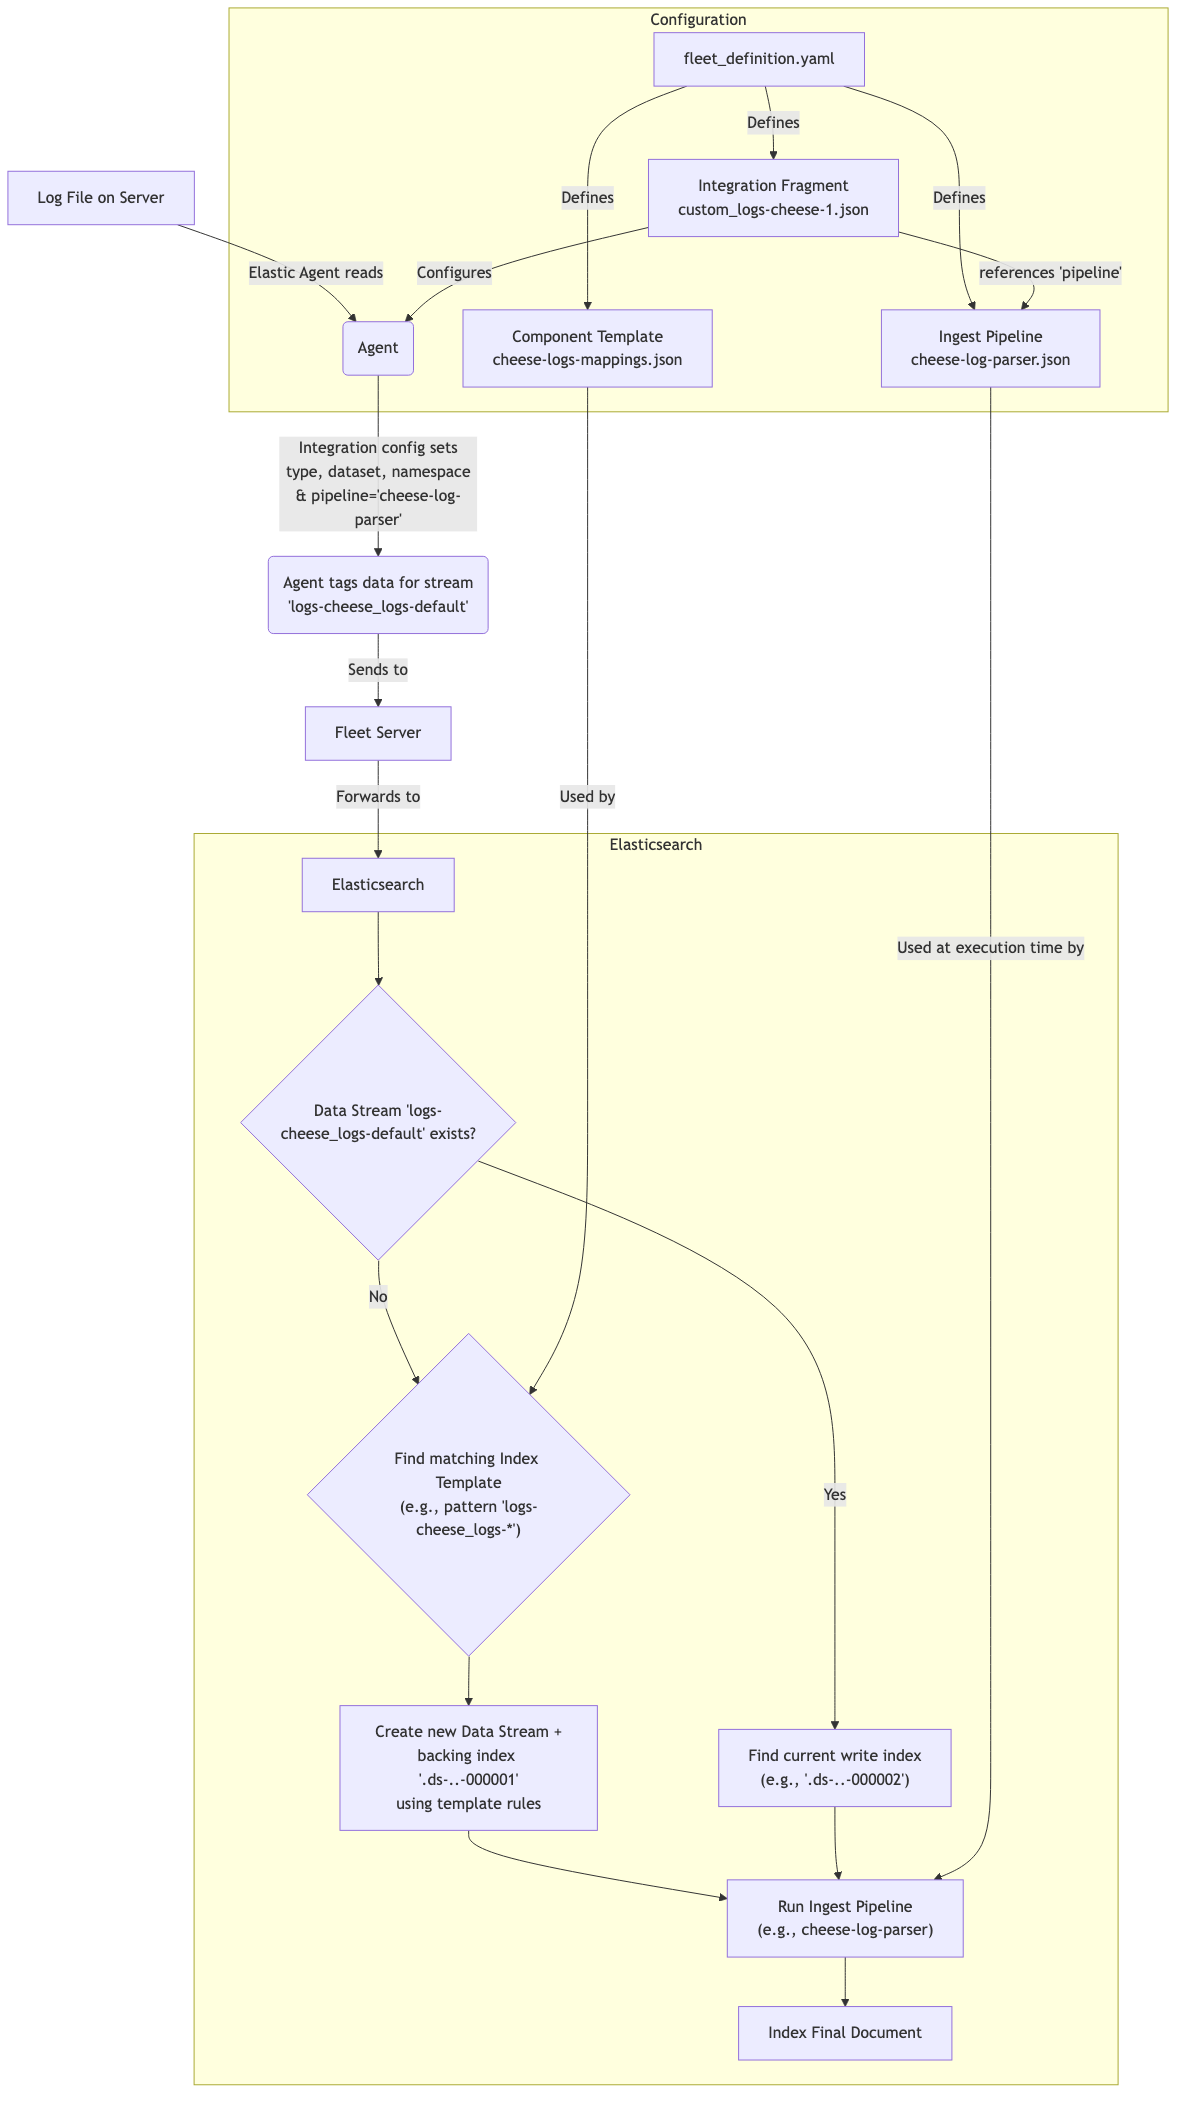 Configuration
fleet_definition.yaml
Defines
Integration Fragment
custom_logs-cheese-1.json
Log File on Server
Defines
Defines
Elastic Agent reads
Configures
references 'pipeline'
Agent
Component Template
cheese-logs-mappings.json
Ingest Pipeline
cheese-log-parser.json
Integration config sets
type, dataset, namespace
& pipeline='cheese-log-
parser'
Agent tags data for stream
'logs-cheese_logs-default'
Sends to
Fleet Server
Forwards to
Used by
Elasticsearch
Elasticsearch
Used at execution time by
Data Stream 'logs-
cheese_logs-default' exists?
No
Find matching Index
Template
(e.g., pattern 'logs-
cheese_logs-*')
Yes
Create new Data Stream +
backing index
'.ds-..-000001'
using template rules
Find current write index
(e.g., '.ds-..-000002')
Run Ingest Pipeline
(e.g., cheese-log-parser)
Index Final Document